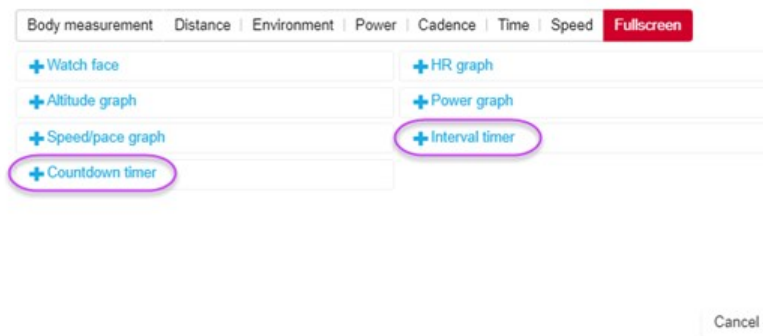 Body measurement Distance Environment Power Cadence Time Speed Fullscreen
Watch face HR graph
Altitude graph Power graph
Speed/pace graph Interval timer
Countdown timer
Cancel